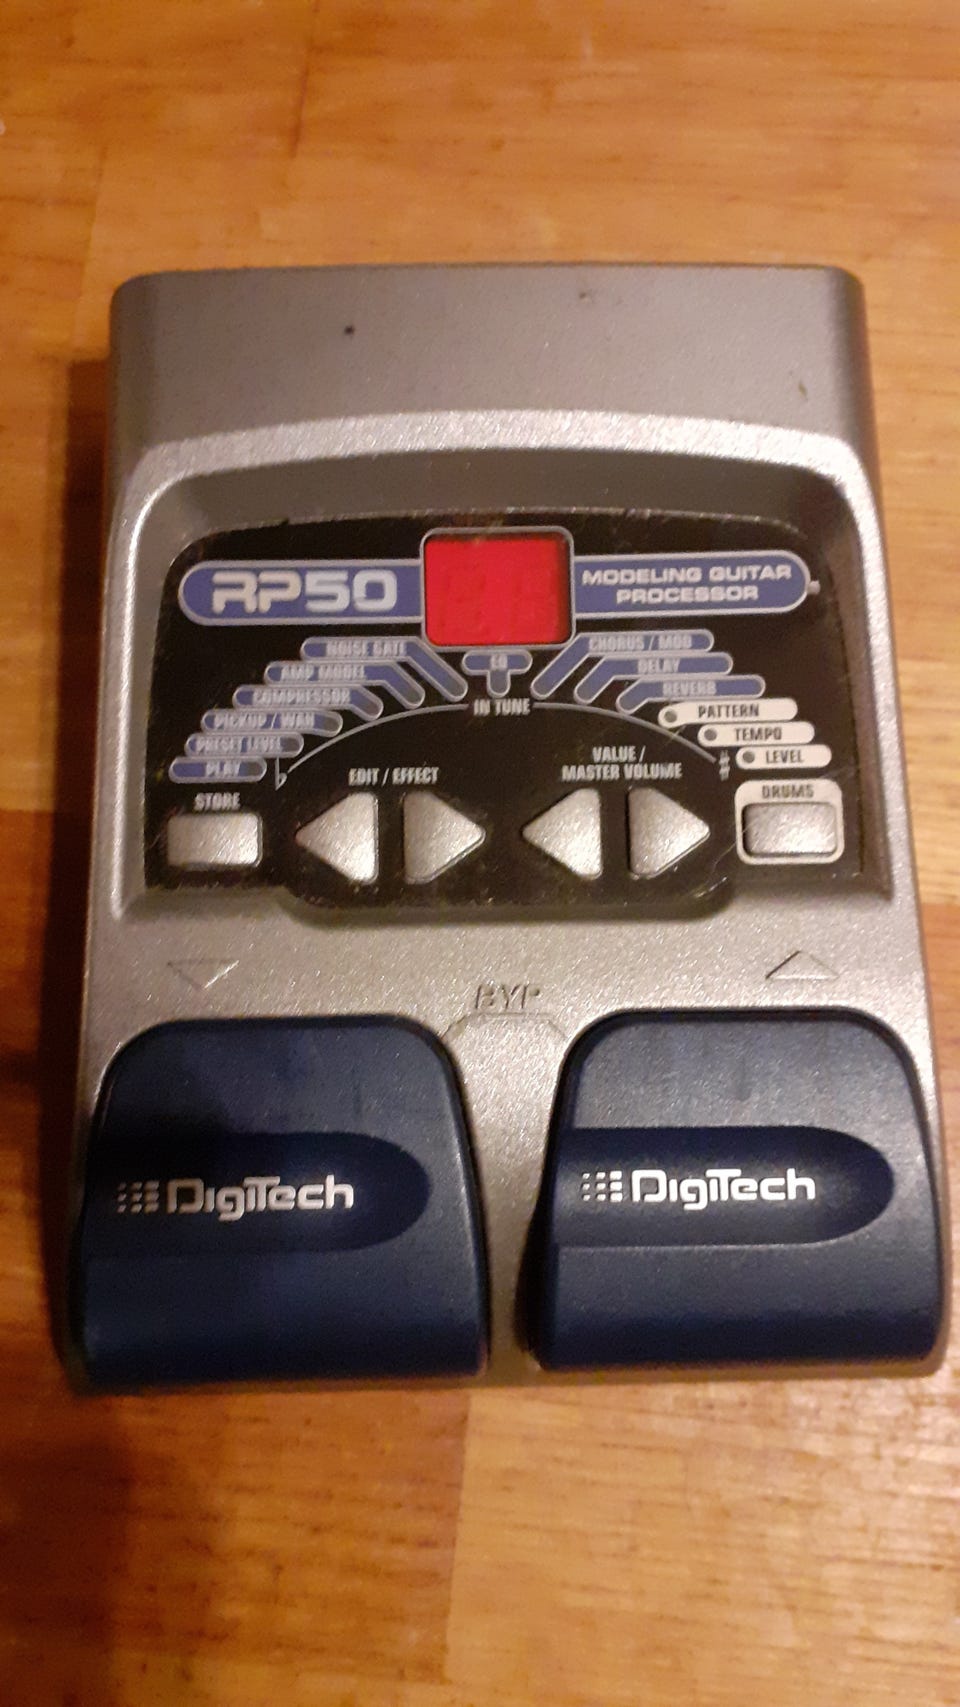 RP50
MODELING GUITAR
PROCESSOR
NOISE GATE
AMP MODEL
COMPRESSOR
PICKUP / WAH
PRESET LEVEL
PLAY
EQ
CHORUS / MOD
DELAY
REVERB
PATTERN
TEMPO
LEVEL
IN TUNE
♭
♯
STORE
EDIT / EFFECT
VALUE /
MASTER VOLUME
DRUMS
BYP
DigiTech
DigiTech